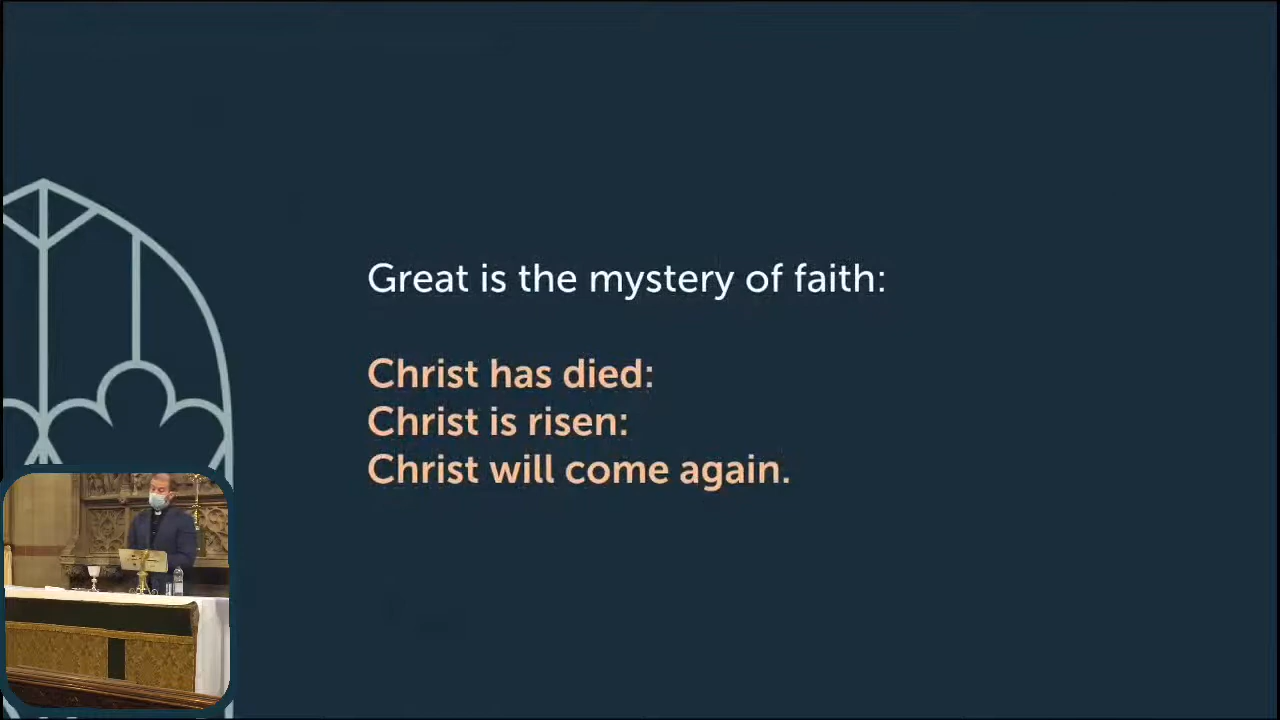 Great is the mystery of faith:
Christ has died:
Christ is risen:
Christ will come again.